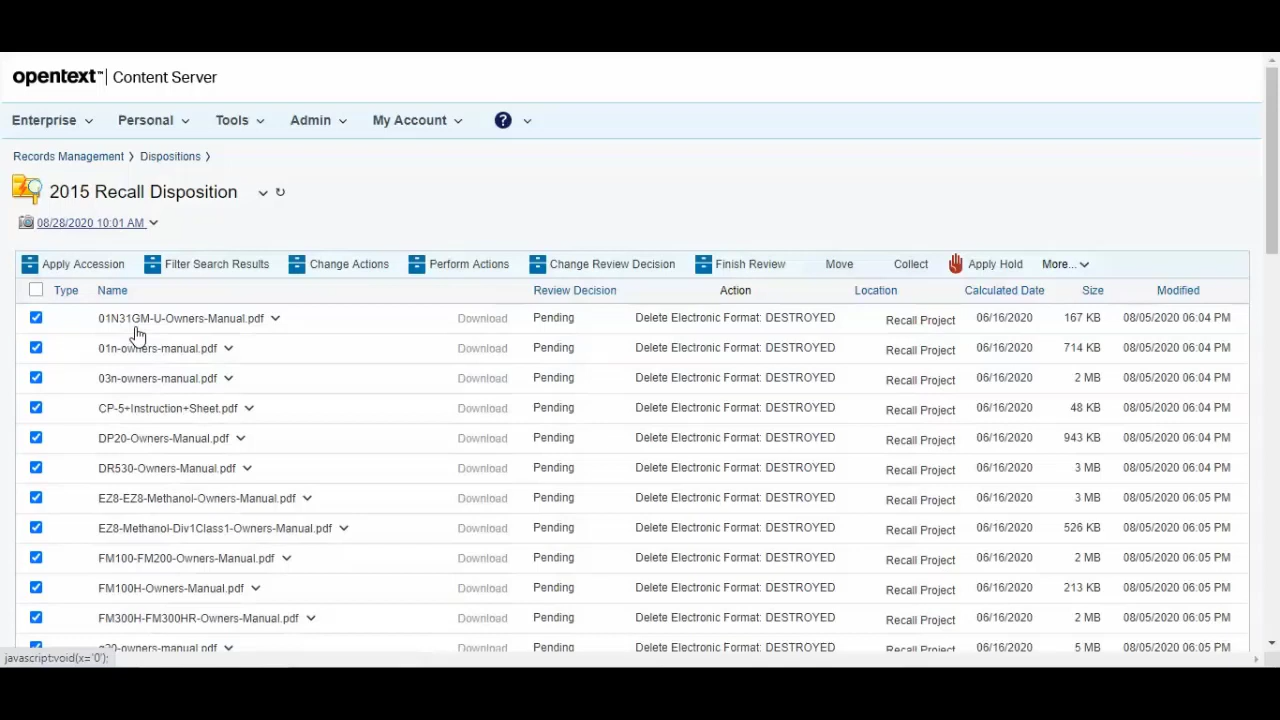 opentext™ | Content Server
Enterprise Personal Tools Admin My Account ?
Records Management > Dispositions >
2015 Recall Disposition
08/28/2020 10:01 AM
Apply Accession Filter Search Results Change Actions Perform Actions Change Review Decision Finish Review Move Collect Apply Hold More...
Type Name Review Decision Action Location Calculated Date Size Modified
01N31GM-U-Owners-Manual.pdf Download Pending Delete Electronic Format: DESTROYED Recall Project 06/16/2020 167 KB 08/05/2020 06:04 PM
01n-owners-manual.pdf Download Pending Delete Electronic Format: DESTROYED Recall Project 06/16/2020 714 KB 08/05/2020 06:04 PM
03n-owners-manual.pdf Download Pending Delete Electronic Format: DESTROYED Recall Project 06/16/2020 2 MB 08/05/2020 06:04 PM
CP-5+Instruction+Sheet.pdf Download Pending Delete Electronic Format: DESTROYED Recall Project 06/16/2020 48 KB 08/05/2020 06:04 PM
DP20-Owners-Manual.pdf Download Pending Delete Electronic Format: DESTROYED Recall Project 06/16/2020 943 KB 08/05/2020 06:04 PM
DR530-Owners-Manual.pdf Download Pending Delete Electronic Format: DESTROYED Recall Project 06/16/2020 3 MB 08/05/2020 06:04 PM
EZ8-EZ8-Methanol-Owners-Manual.pdf Download Pending Delete Electronic Format: DESTROYED Recall Project 06/16/2020 3 MB 08/05/2020 06:05 PM
EZ8-Methanol-Div1Class1-Owners-Manual.pdf Download Pending Delete Electronic Format: DESTROYED Recall Project 06/16/2020 526 KB 08/05/2020 06:05 PM
FM100-FM200-Owners-Manual.pdf Download Pending Delete Electronic Format: DESTROYED Recall Project 06/16/2020 2 MB 08/05/2020 06:05 PM
FM100H-Owners-Manual.pdf Download Pending Delete Electronic Format: DESTROYED Recall Project 06/16/2020 213 KB 08/05/2020 06:05 PM
FM300H-FM300HR-Owners-Manual.pdf Download Pending Delete Electronic Format: DESTROYED Recall Project 06/16/2020 2 MB 08/05/2020 06:05 PM
Download Pending Delete Electronic Format: DESTROYED Recall Project 06/16/2020 5 MB 08/05/2020 06:05 PM
javascript:void(x='0');